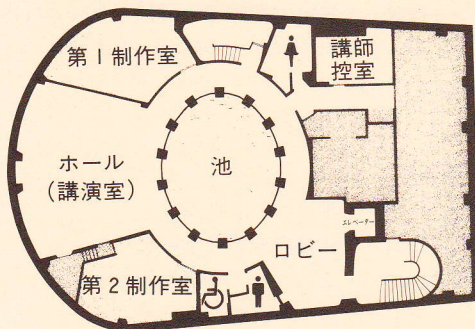 第1制作室
講師
控室
ホール
(講演室)
池
エレベーター
ロビー
第2制作室